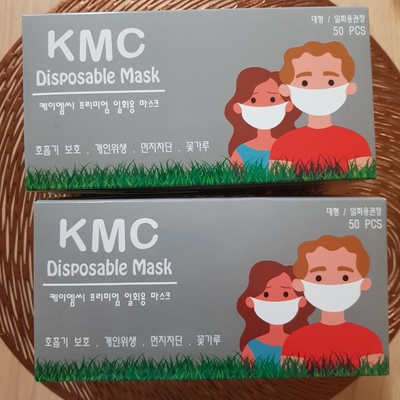 KMC
대형 / 일회용권장
50 PCS
Disposable Mask
케이엠씨 프리미엄 일회용 마스크
호흡기 보호 . 개인위생 . 먼지차단 . 꽃가루
KMC
대형 / 일회용권장
50 PCS
Disposable Mask
케이엠씨 프리미엄 일회용 마스크
호흡기 보호 . 개인위생 . 먼지차단 . 꽃가루